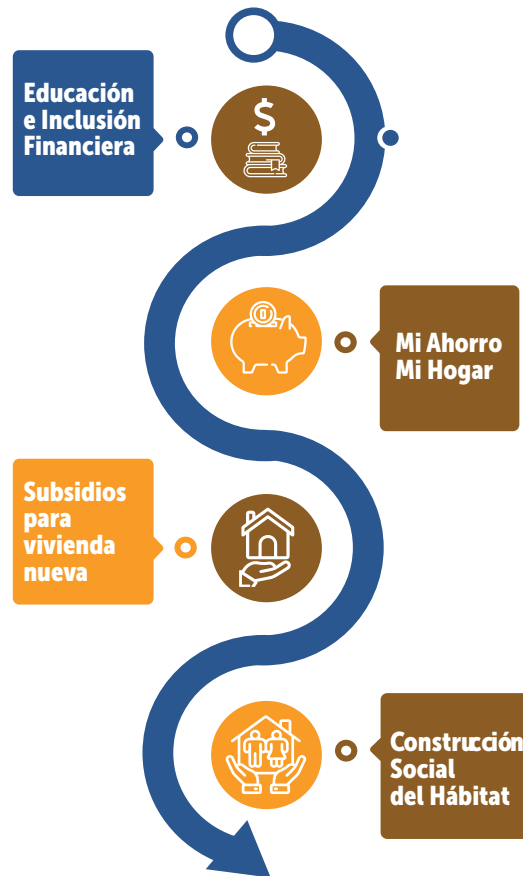 Educación
e Inclusión
Financiera
$
Mi Ahorro
Mi Hogar
Subsidios
para
vivienda
nueva
Construcción
Social
del Hábitat